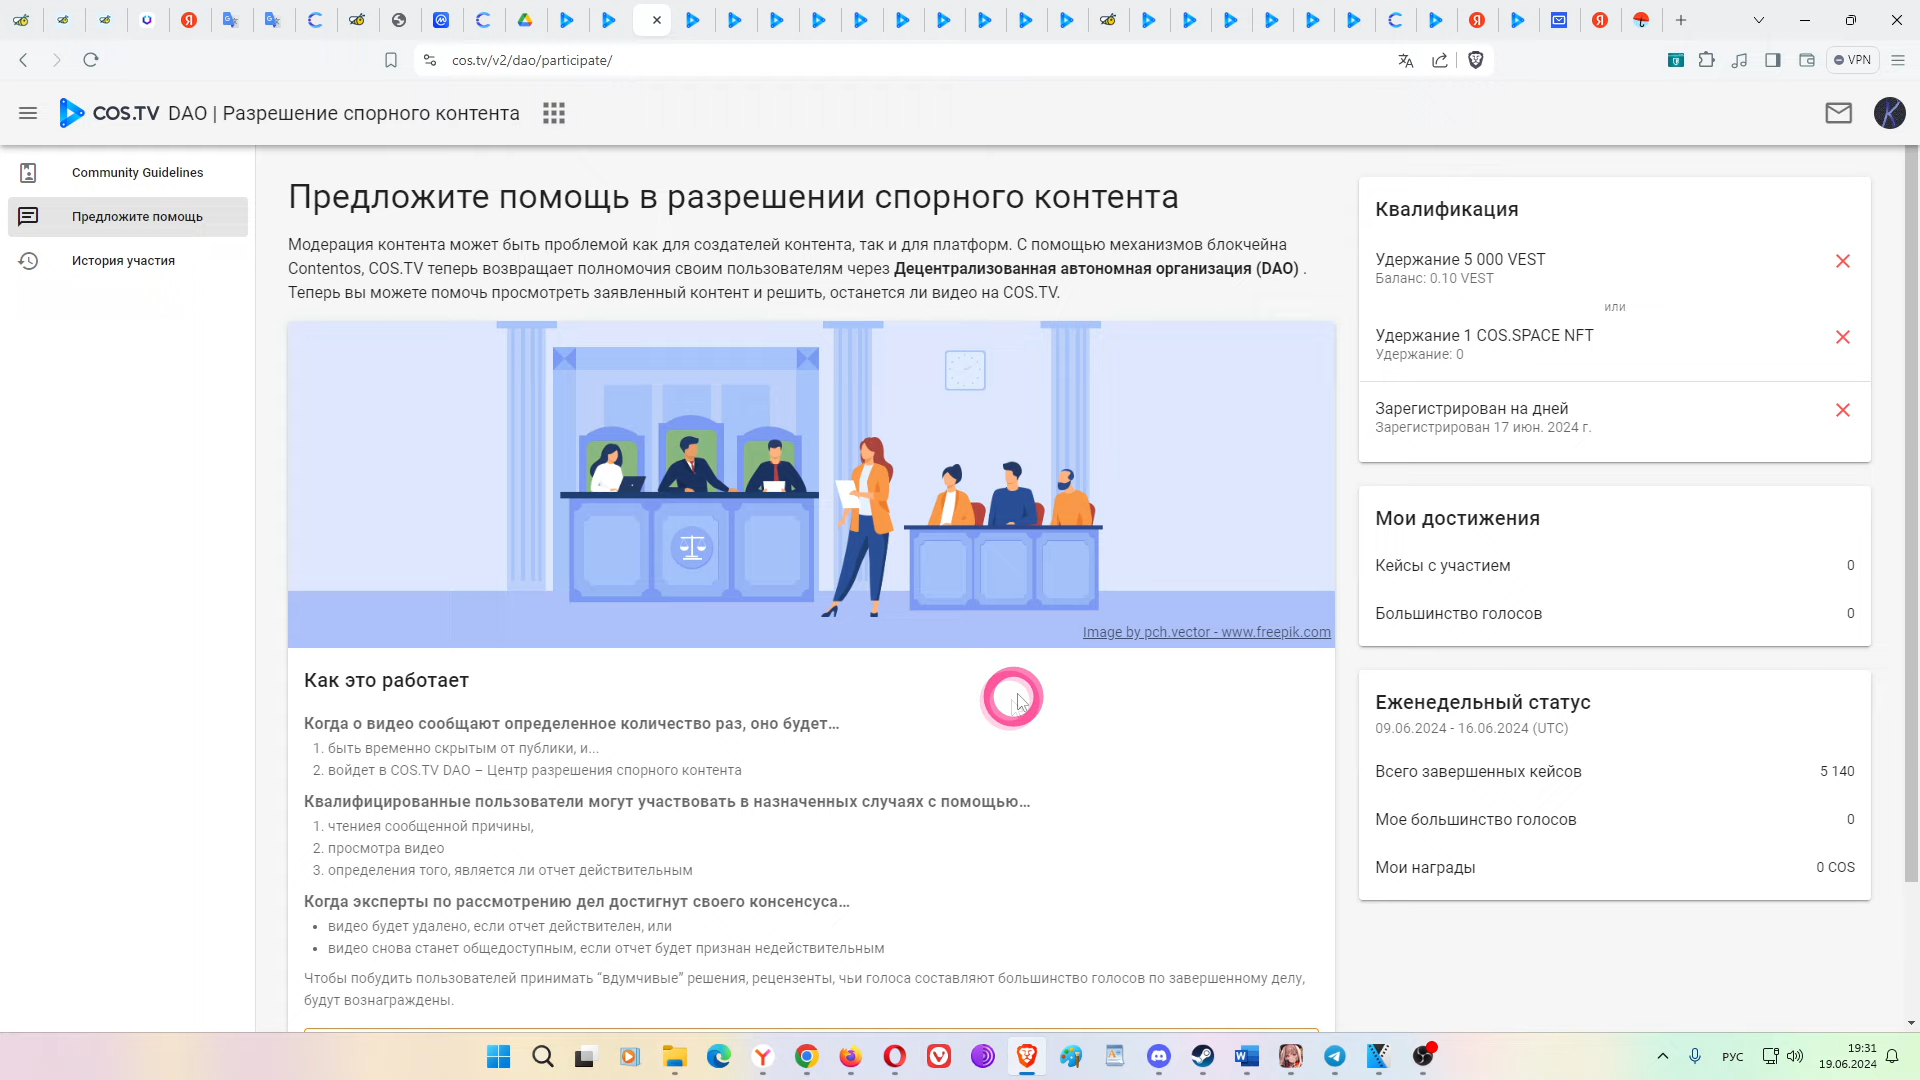 cos.tv/v2/dao/participate/
VPN
COS.TV DAO | Разрешение спорного контента
Community Guidelines
Предложите помощь
История участия
Предложите помощь в разрешении спорного контента
Модерация контента может быть проблемой как для создателей контента, так и для платформ. С помощью механизмов блокчейна
Contentos, COS.TV теперь возвращает полномочия своим пользователям через Децентрализованная автономная организация (DAO) .
Теперь вы можете помочь просмотреть заявленный контент и решить, останется ли видео на COS.TV.
Image by pch.vector - www.freepik.com
Как это работает
Когда о видео сообщают определенное количество раз, оно будет...
1. быть временно скрытым от публики, и...
2. войдет в COS.TV DAO – Центр разрешения спорного контента
Квалифицированные пользователи могут участвовать в назначенных случаях с помощью...
1. чтениея сообщенной причины,
2. просмотра видео
3. определения того, является ли отчет действительным
Когда эксперты по рассмотрению дел достигнут своего консенсуса...
• видео будет удалено, если отчет действителен, или
• видео снова станет общедоступным, если отчет будет признан недействительным
Чтобы побудить пользователей принимать “вдумчивые” решения, рецензенты, чьи голоса составляют большинство голосов по завершенному делу,
будут вознаграждены.
Квалификация
Удержание 5 000 VEST
Баланс: 0.10 VEST
или
Удержание 1 COS.SPACE NFT
Удержание: 0
Зарегистрирован на дней
Зарегистрирован 17 июн. 2024 г.
Мои достижения
Кейсы с участием 0
Большинство голосов 0
Еженедельный статус
09.06.2024 - 16.06.2024 (UTC)
Всего завершенных кейсов 5 140
Мое большинство голосов 0
Мои награды 0 COS
РУС
19:31
19.06.2024